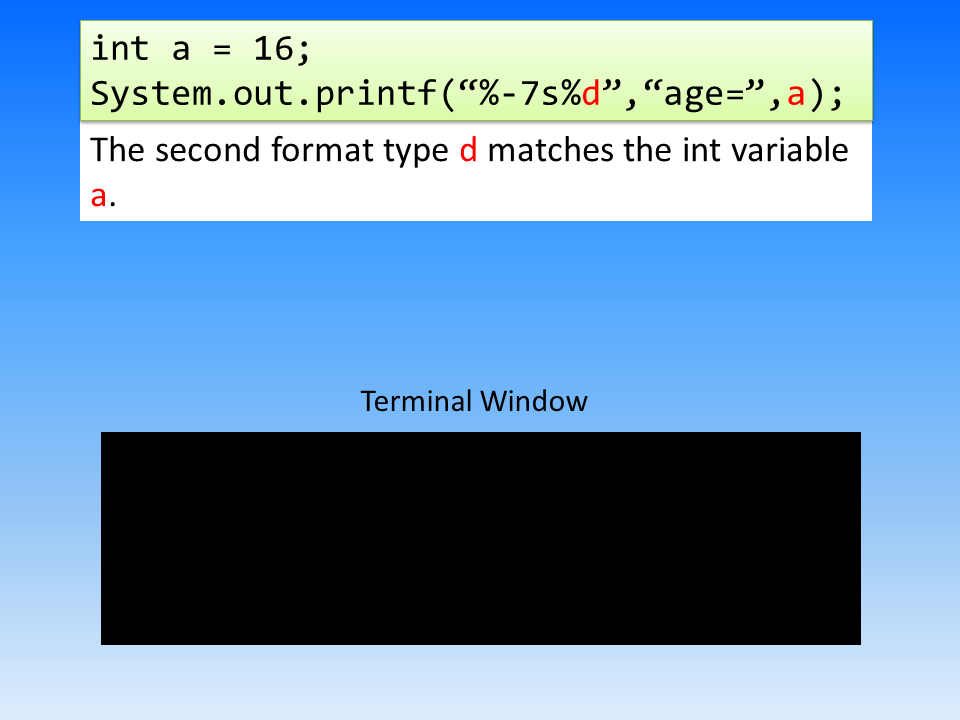 int a = 16;
System.out.printf(“%-7s%d”,“age=”,a);
The second format type d matches the int variable
a.
Terminal Window